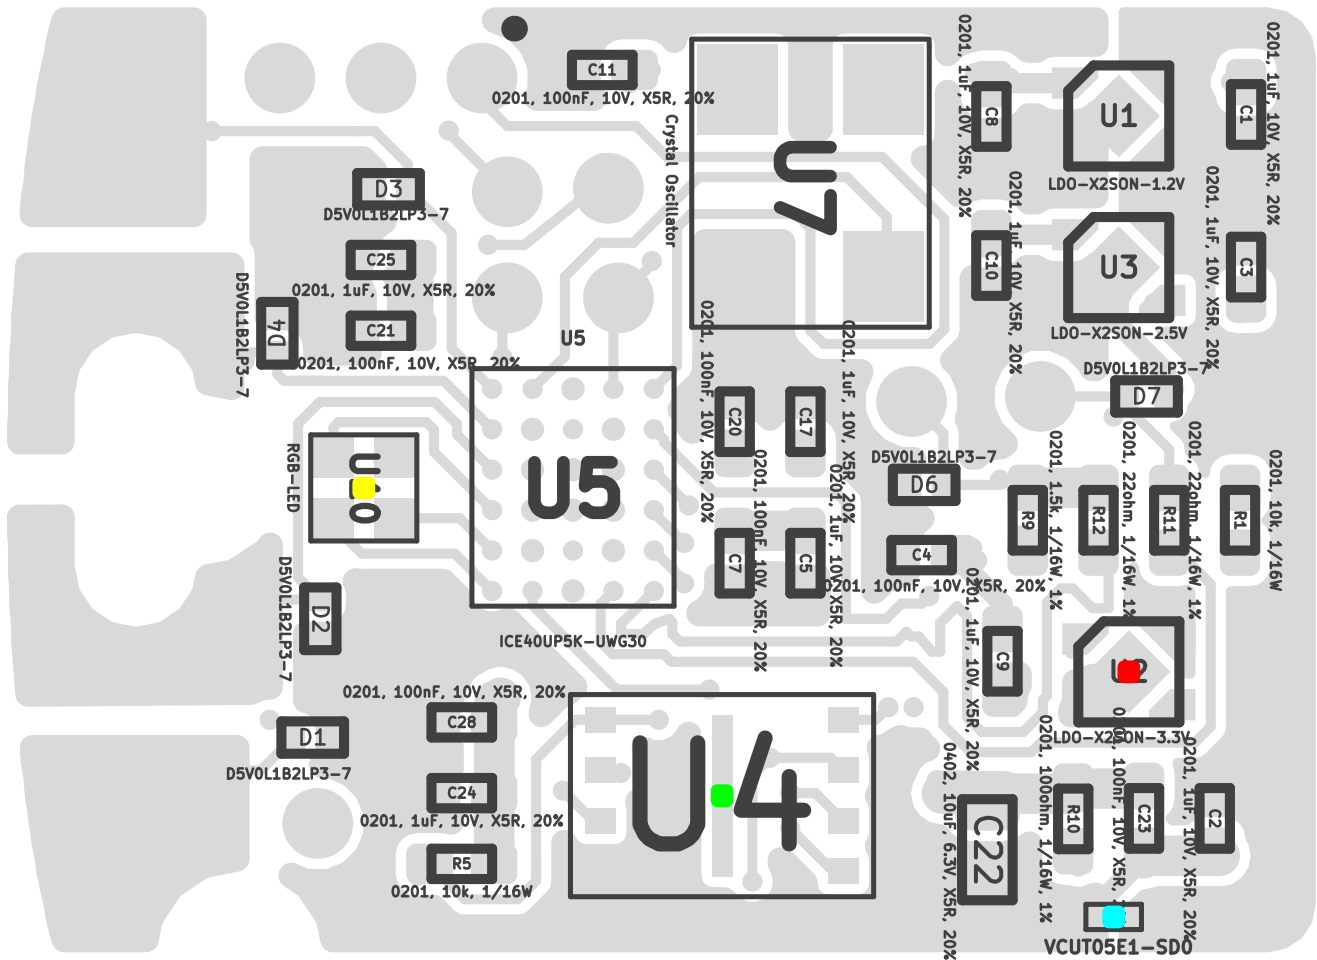 C11
0201, 100nF, 10V, X5R, 20%
Crystal Oscillator
U7
0201, 1uF, 10V, X5R, 20%
C8
U1
LDO-X2SON-1.2V
C1
0201, 1uF, 10V, X5R, 20%
D3
D5V0L1B2LP3-7
C25
0201, 1uF, 10V, X5R, 20%
C21
0201, 100nF, 10V, X5R, 20%
D5V0L1B2LP3-7
D4
C10
0201, 1uF, 10V, X5R, 20%
U3
LDO-X2SON-2.5V
0201, 1uF, 10V, X5R, 20%
C3
U5
U5
ICE40UP5K-UWG30
RGB-LED
0201, 100nF, 10V, X5R, 20%
C20
C17
0201, 1uF, 10V, X5R, 20%
D5V0L1B2LP3-7
D7
D5V0L1B2LP3-7
D6
C7
0201, 100nF, 10V, X5R, 20%
C5
0201, 1uF, 10V, X5R, 20%
C4
0201, 100nF, 10V, X5R, 20%
R9
0201, 1.5k, 1/16W, 1%
R12
0201, 22ohm, 1/16W, 1%
R11
0201, 22ohm, 1/16W, 1%
R1
0201, 10k, 1/16W
D5V0L1B2LP3-7
D2
0201, 1uF, 10V, X5R, 20%
C9
U2
LDO-X2SON-3.3V
0201, 100nF, 10V, X5R, 20%
C28
D1
D5V0L1B2LP3-7
C24
0201, 1uF, 10V, X5R, 20%
R5
0201, 10k, 1/16W
U4
0402, 10uF, 6.3V, X5R, 20%
C22
0201, 100ohm, 1/16W, 1%
R10
100nF, 10V, X5R,
C23
0201, 1uF, 10V, X5R, 20%
C2
VCUT05E1-SD0